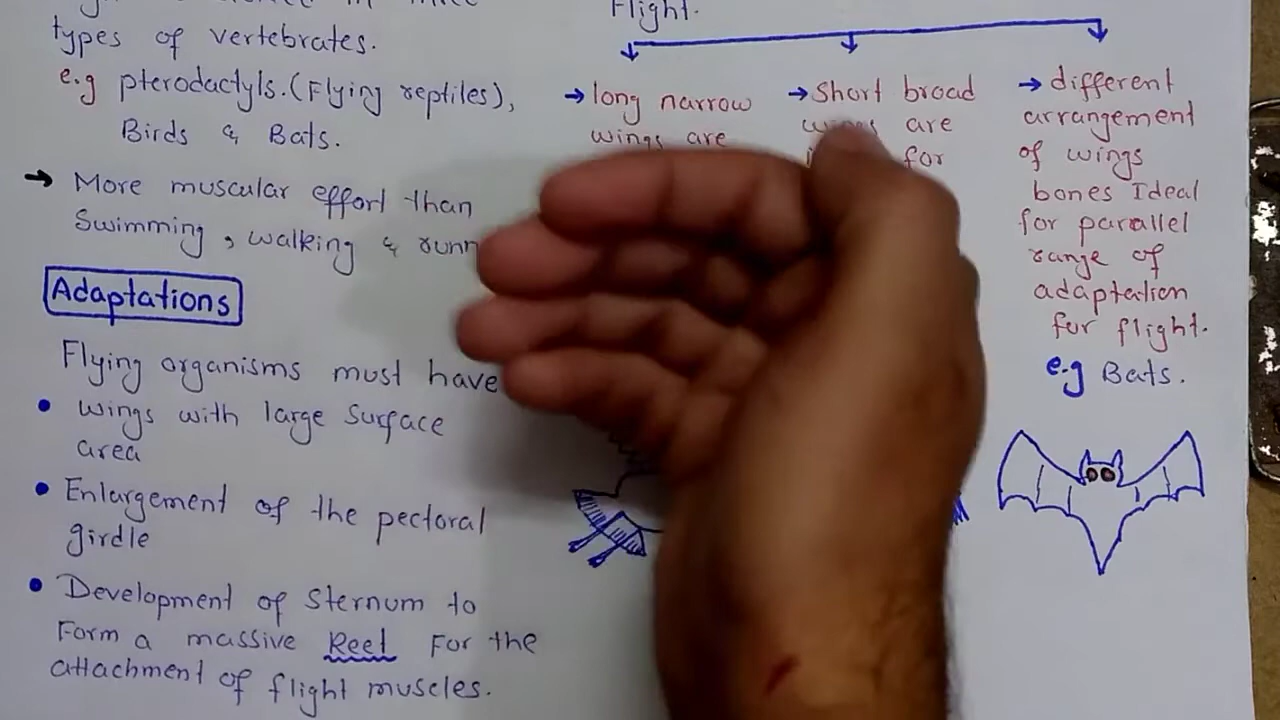 Flight.
types of vertebrates.
e.g pterodactyls.(Flying reptiles),
Birds & Bats.
→ More muscular effort than
Swimming, walking & runn
Adaptations
Flying organisms must have
• wings with large surface
area
• Enlargement of the pectoral
girdle
• Development of Sternum to
Form a massive Reel For the
attachment of flight muscles.
→ long narrow
wings are
→ Short broad
wings are
for
→ different
arrangement
of wings
bones Ideal
for parallel
range of
adaptation
for flight.
e.g Bats.